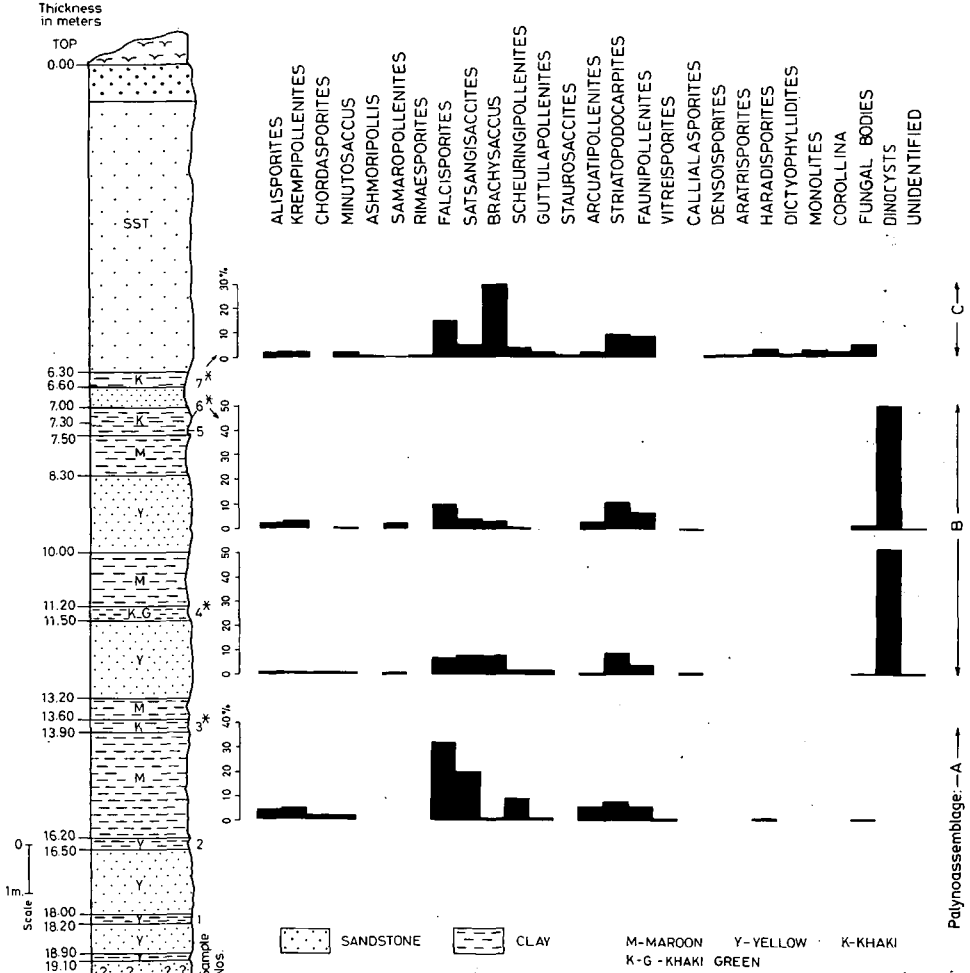 Thickness
in meters
TOP
0.00
SST
6.30
K
7*
6.60
6*
7.00
K
7.30
5
7.50
M
8.30
Y
10.00
M
11.20
K-G
4*
11.50
Y
13.20
M
13.60
K
3*
13.90
M
16.20
Y
2
16.50
Y
18.00
Y
1
18.20
Y
18.90
Y
19.10
? ? ? ? ?
0
1m.
Scale
Sample
Nos.
ALISPORITES
KREMPIPOLLENITES
CHORDASPORITES
MINUTOSACCUS
ASHMORIPOLLIS
SAMAROPOLLENITES
RIMAESPORITES
FALCISPORITES
SATSANGISACCITES
BRACHYSACCUS
SCHEURINGIPOLLENITES
GUTTULAPOLLENITES
STAUROSACCITES
ARCUATIPOLLENITES
STRIATOPODOCARPITES
FAUNIPOLLENITES
VITREISPORITES
CALLIALASPORITES
DENSOISPORITES
ARATRISPORITES
HARADISPORITES
DICTYOPHYLLIDITES
MONOLITES
COROLLINA
FUNGAL BODIES
DINOCYSTS
UNIDENTIFIED
30%
20
10
0
50
40
30
20
10
0
50
40
30
20
10
0
40%
30
20
10
0
C
B
Palynoassemblage:—A
SANDSTONE
CLAY
M-MAROON Y-YELLOW K-KHAKI
K-G-KHAKI GREEN